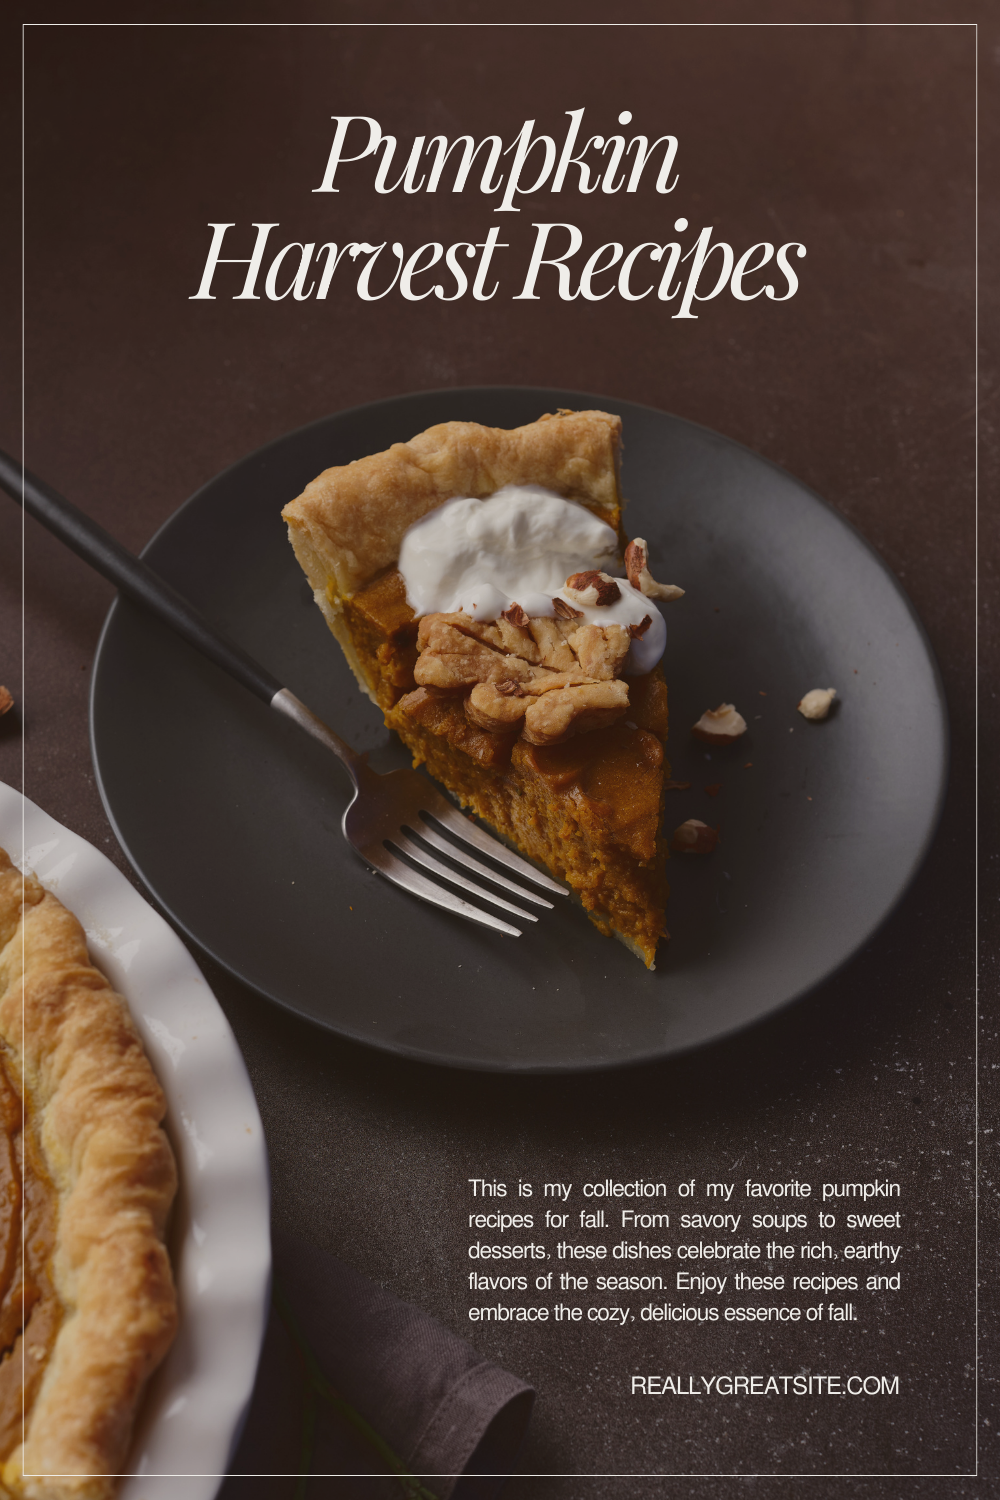 Pumpkin
Harvest Recipes
This is my collection of my favorite pumpkin
recipes for fall. From savory soups to sweet
desserts, these dishes celebrate the rich, earthy
flavors of the season. Enjoy these recipes and
embrace the cozy, delicious essence of fall.
REALLYGREATSITE.COM